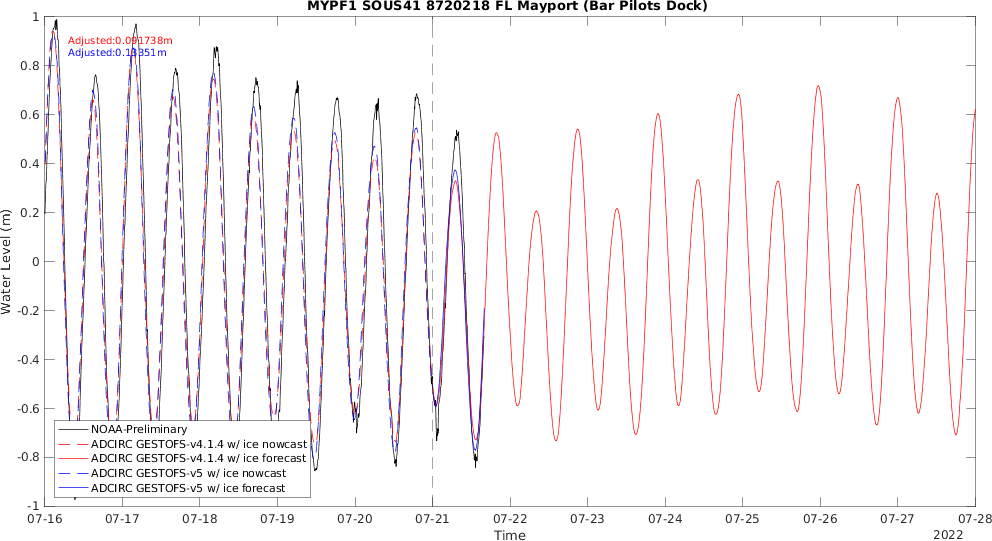 MYPF1 SOUS41 8720218 FL Mayport (Bar Pilots Dock)
Adjusted:0.091738m
Adjusted:0.13351m
Water Level (m)
1
0.8
0.6
0.4
0.2
0
-0.2
-0.4
-0.6
-0.8
-1
NOAA-Preliminary
ADCIRC GESTOFS-v4.1.4 w/ ice nowcast
ADCIRC GESTOFS-v4.1.4 w/ ice forecast
ADCIRC GESTOFS-v5 w/ ice nowcast
ADCIRC GESTOFS-v5 w/ ice forecast
07-16 07-17 07-18 07-19 07-20 07-21 07-22 07-23 07-24 07-25 07-26 07-27 07-28
Time
2022